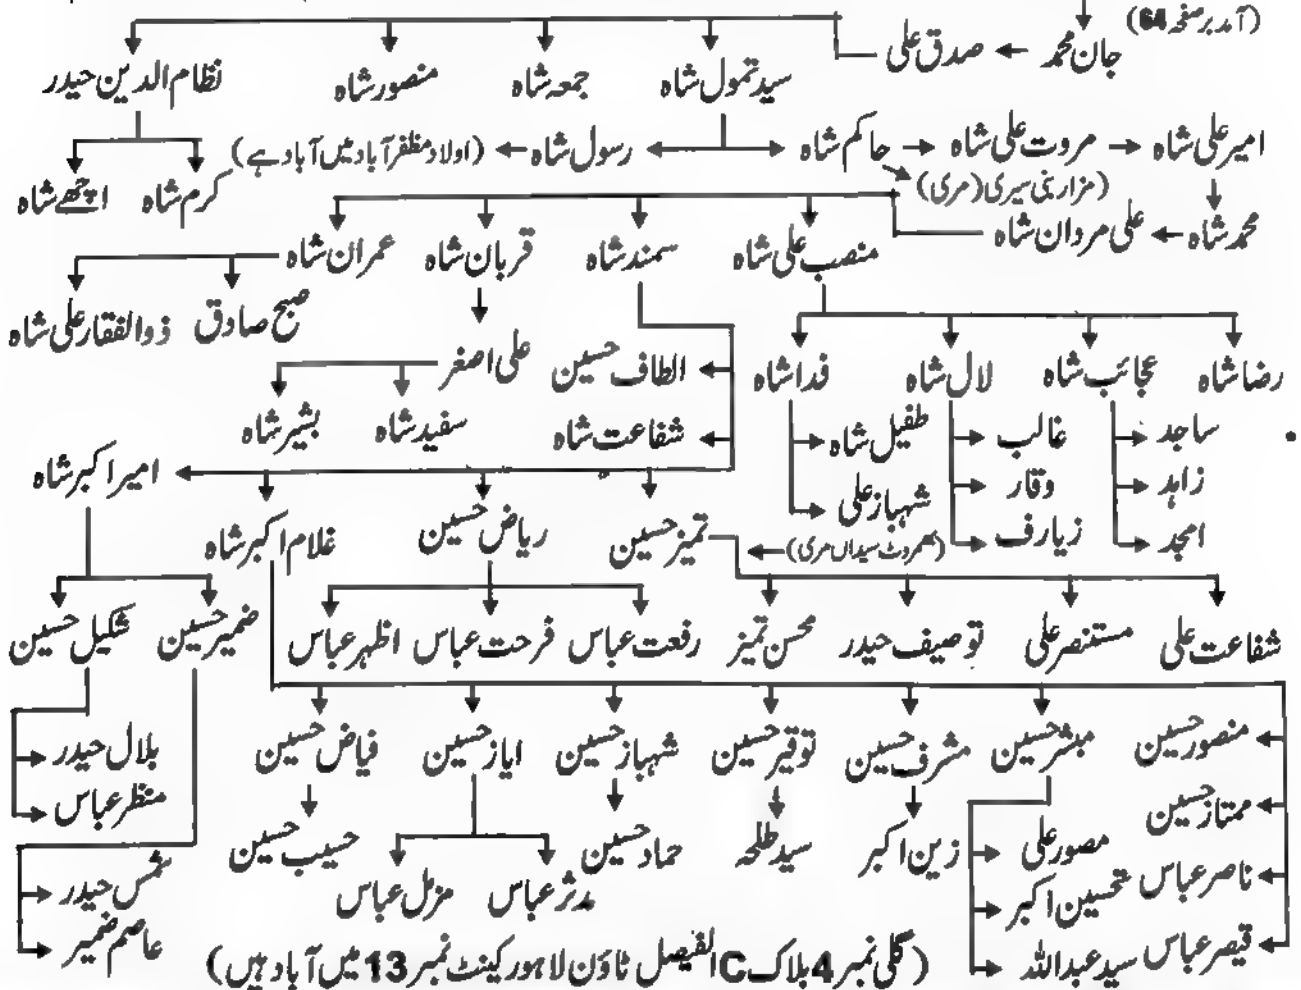 (آمد بر صفحہ 64)
جان محمد ← صدق علی
سید تمول شاہ جمعہ شاہ منصور شاہ نظام الدین حیدر
امیر علی شاہ ← مروت علی شاہ ← حاکم شاہ رسول شاہ ← (اولاد مظفر آباد میں آباد ہے) کرم شاہ اچھے شاہ
(مزار بنی سیری (مری)
محمد شاہ ← علی مردان شاہ
منصب علی شاہ سمندر شاہ قربان شاہ عمران شاہ
صبح صادق ذوالفقار علی شاہ
رضا شاہ عجائب شاہ لال شاہ فدا شاہ الطاف حسین علی اصغر
ساجد غالب طفیل شاہ شفاعت شاہ سفید شاہ بشیر شاہ
زاہد وقار شہباز علی امیر اکبر شاہ
امجد زیارف (بھروٹ سیداں مری) تمیز حسین ریاض حسین غلام اکبر شاہ
شفاعت علی مستنصر علی توصیف حیدر محسن تمیز رفعت عباس فرحت عباس اظہر عباس ضمیر حسین شکیل حسین
منصور حسین مبشر حسین مشرف حسین توقیر حسین شہباز حسین ایاز حسین فیاض حسین بلال حیدر
ممتاز حسین منظر عباس
مصور علی زین اکبر سید طلحہ حماد حسین حسیب حسین
ناصر عباس تحسین اکبر مدثر عباس مزمل عباس شمس حیدر
قیصر عباس سید عبداللہ عاصم ضمیر
(گلی نمبر 4 بلاک C الفیصل ٹاؤن لاہور کینٹ نمبر 13 میں آباد ہیں)